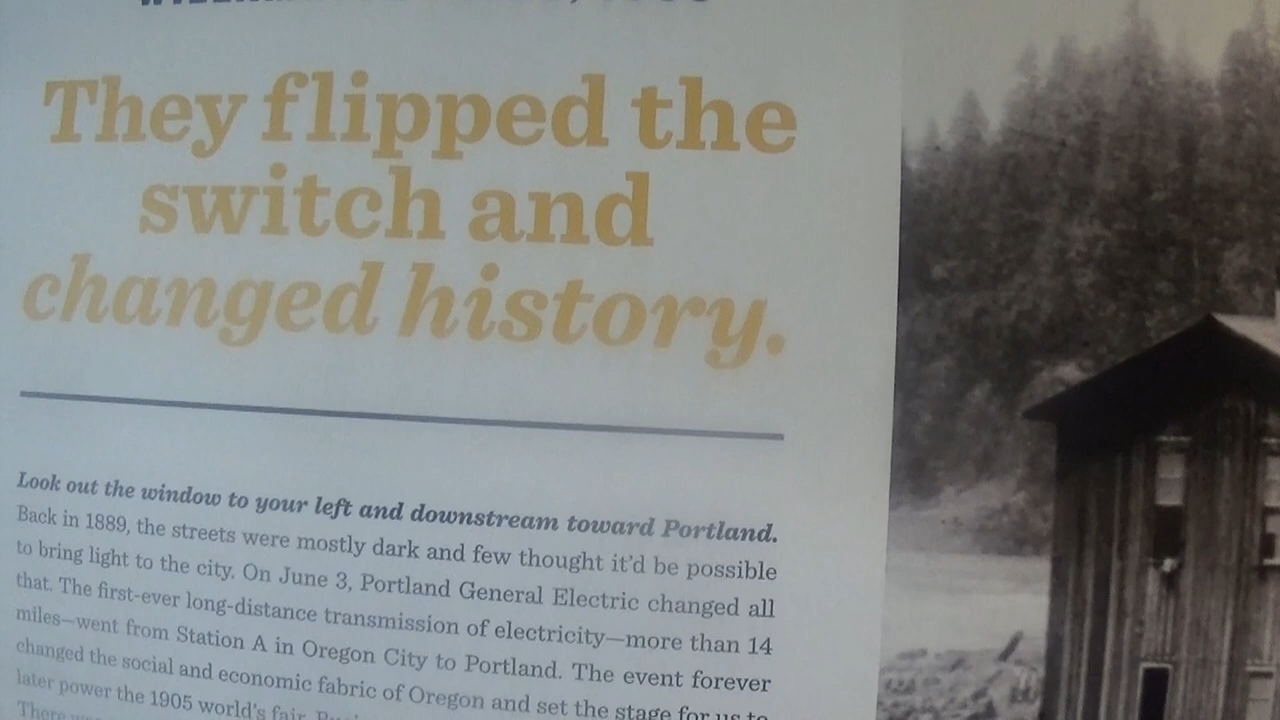 They flipped the
switch and
changed history.
Look out the window to your left and downstream toward Portland.
Back in 1889, the streets were mostly dark and few thought it'd be possible
to bring light to the city. On June 3, Portland General Electric changed all
that. The first-ever long-distance transmission of electricity—more than 14
miles—went from Station A in Oregon City to Portland. The event forever
changed the social and economic fabric of Oregon and set the stage for us to
later power the 1905 world's fair.
There